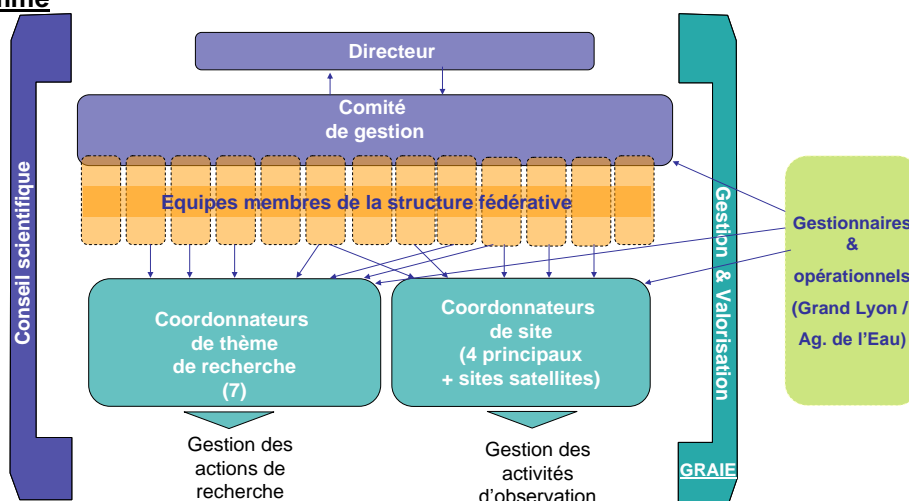 Directeur
Comité
de gestion
Equipes membres de la structure fédérative
Conseil scientifique
Coordonnateurs
de thème
de recherche
(7)
Coordonnateurs
de site
(4 principaux
+ sites satellites)
Gestion & Valorisation
GRAIE
Gestionnaires
&
opérationnels
(Grand Lyon /
Ag. de l'Eau)
Gestion des
actions de
recherche
Gestion des
activités
d'observation